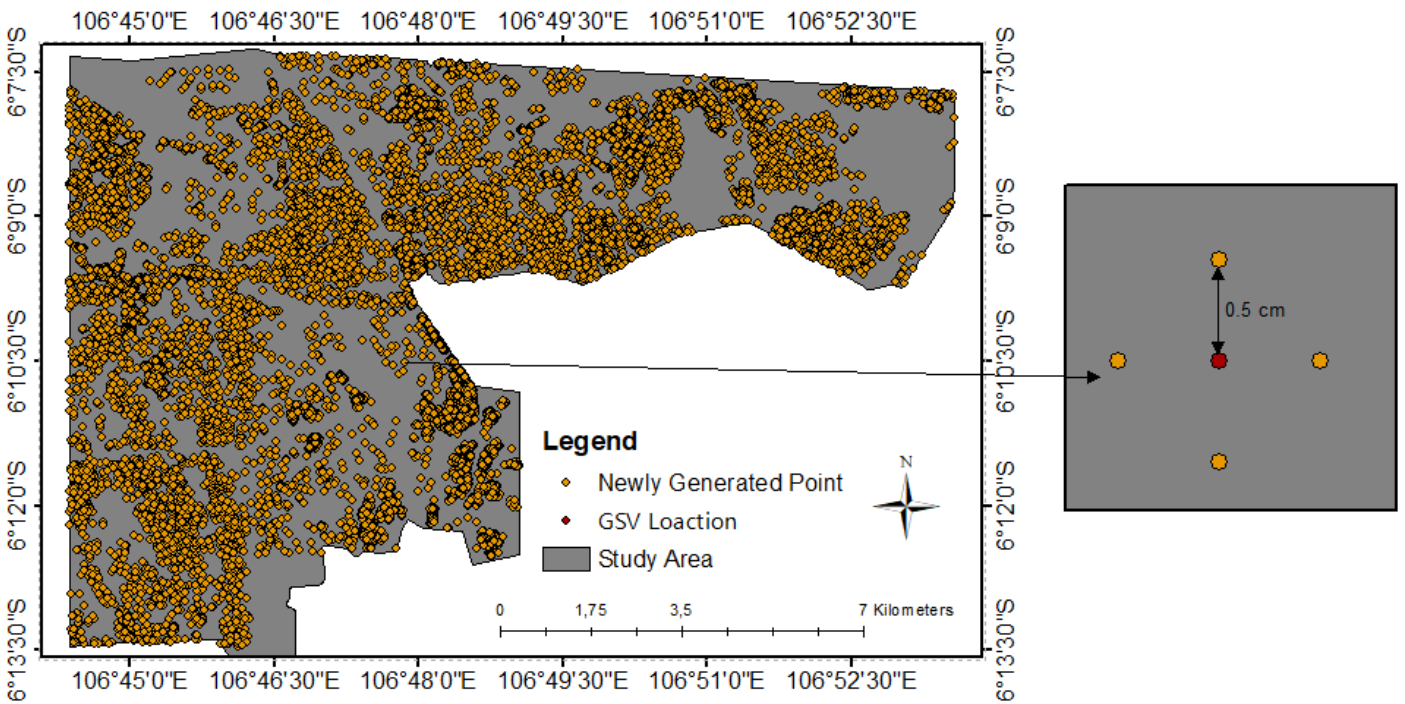 106°45'0"E 106°46'30"E 106°48'0"E 106°49'30"E 106°51'0"E 106°52'30"E
6°7'30"S
6°9'0"S
6°10'30"S
6°12'0"S
6°13'30"S
6°7'30"S
6°9'0"S
6°10'30"S
6°12'0"S
6°13'30"S
Legend
Newly Generated Point
GSV Loaction
Study Area
N
0 1,75 3,5 7 Kilometers
106°45'0"E 106°46'30"E 106°48'0"E 106°49'30"E 106°51'0"E 106°52'30"E
0.5 cm